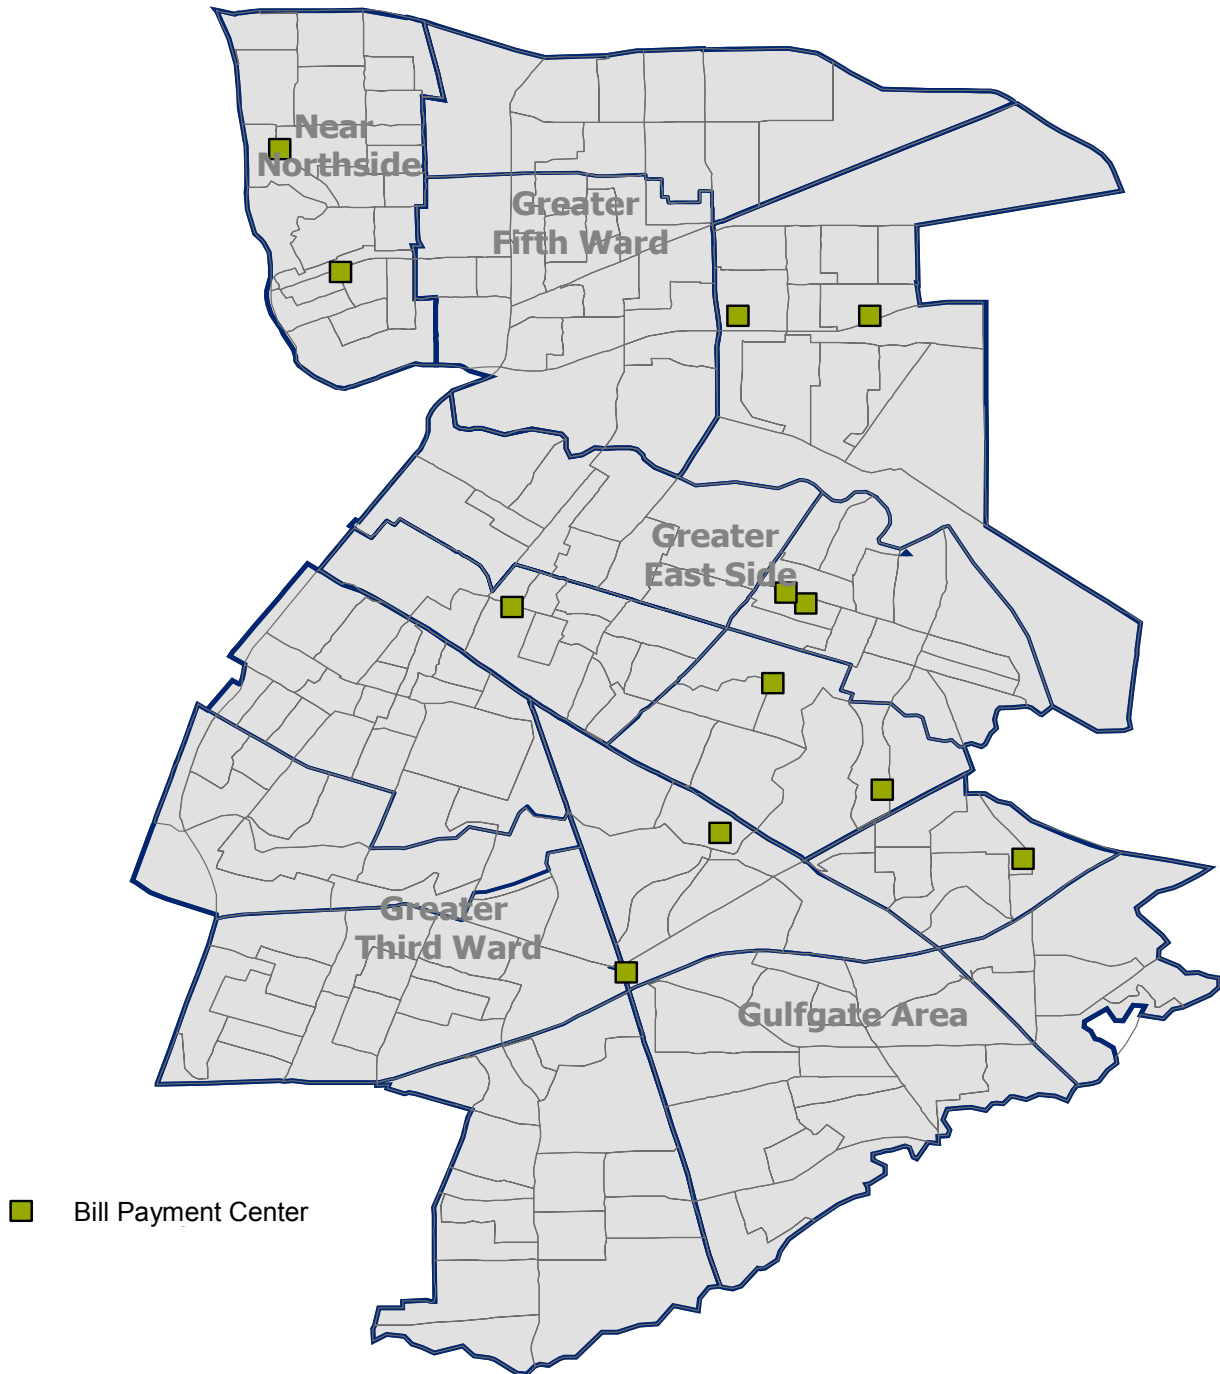 Near
Northside
Greater
Fifth Ward
Greater
East Side
Greater
Third Ward
Gulfgate Area
Bill Payment Center